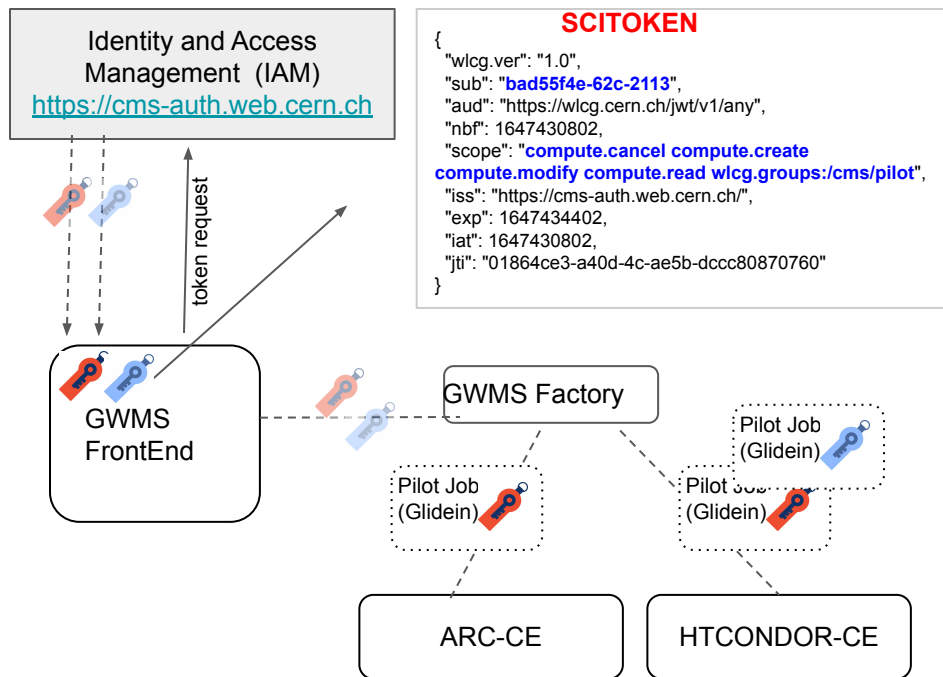 Identity and Access
Management (IAM)
https://cms-auth.web.cern.ch
SCITOKEN
{
"wlcg.ver": "1.0",
"sub": "bad55f4e-62c-2113",
"aud": "https://wlcg.cern.ch/jwt/v1/any",
"nbf": 1647430802,
"scope": "compute.cancel compute.create
compute.modify compute.read wlcg.groups:/cms/pilot",
"iss": "https://cms-auth.web.cern.ch/",
"exp": 1647434402,
"iat": 1647430802,
"jti": "01864ce3-a40d-4c-ae5b-dccc80870760"
}
token request
GWMS
FrontEnd
GWMS Factory
Pilot Job
(Glidein)
Pilot Job
(Glidein)
Pilot Job
(Glidein)
ARC-CE
HTCONDOR-CE